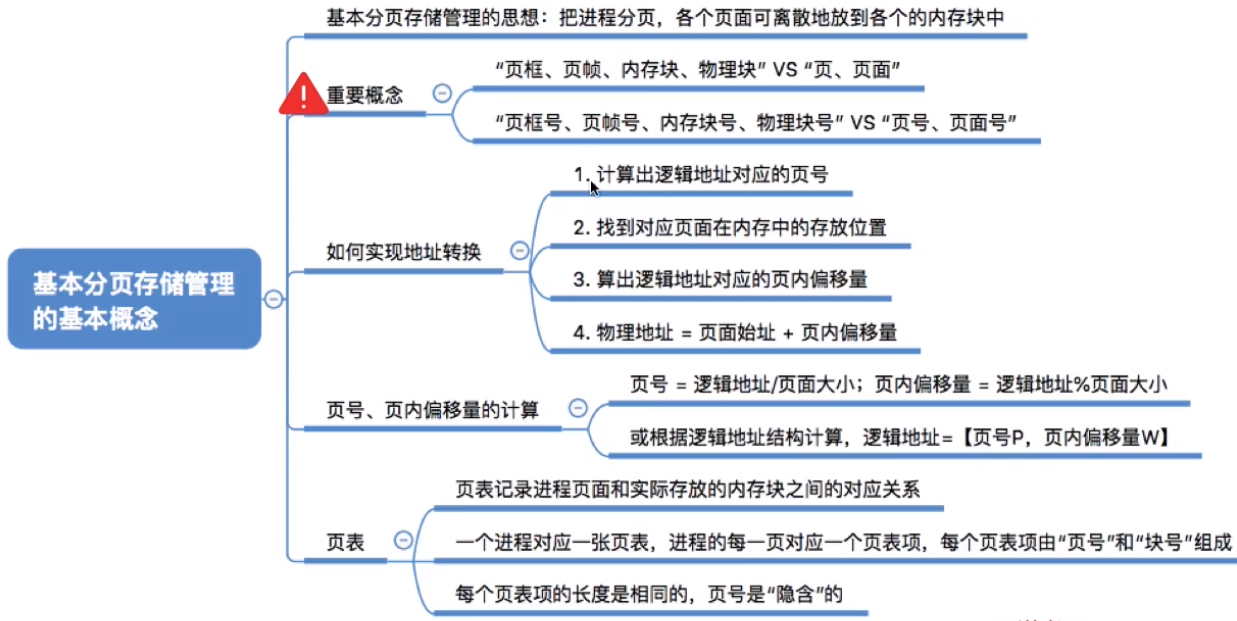 基本分页存储管理的思想：把进程分页，各个页面可离散地放到各个的内存块中
重要概念
“页框、页帧、内存块、物理块” VS “页、页面”
“页框号、页帧号、内存块号、物理块号” VS “页号、页面号”
基本分页存储管理
的基本概念
如何实现地址转换
1. 计算出逻辑地址对应的页号
2. 找到对应页面在内存中的存放位置
3. 算出逻辑地址对应的页内偏移量
4. 物理地址 = 页面始址 + 页内偏移量
页号、页内偏移量的计算
页号 = 逻辑地址/页面大小；页内偏移量 = 逻辑地址%页面大小
或根据逻辑地址结构计算，逻辑地址=【页号P，页内偏移量W】
页表
页表记录进程页面和实际存放的内存块之间的对应关系
一个进程对应一张页表，进程的每一页对应一个页表项，每个页表项由“页号”和“块号”组成
每个页表项的长度是相同的，页号是“隐含”的